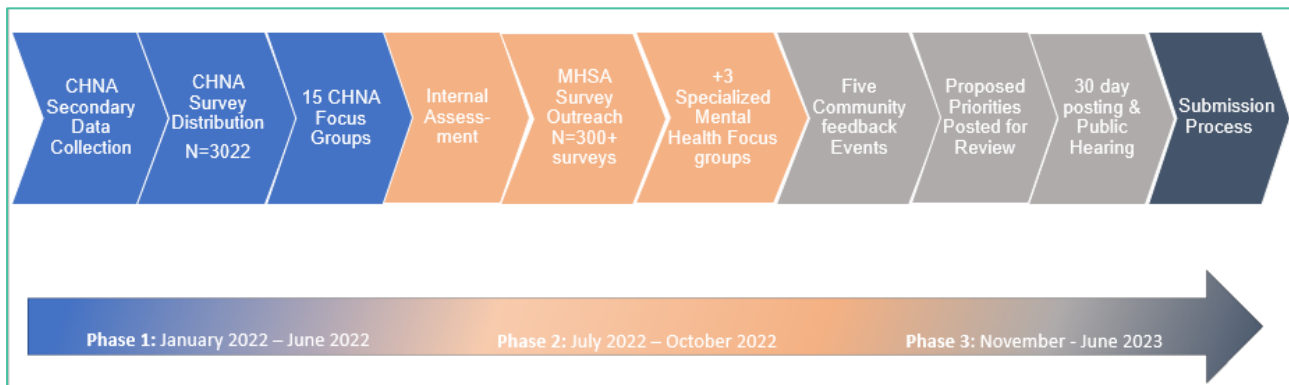 CHNA
Secondary
Data
Collection
CHNA
Survey
Distribution
N=3022
15 CHNA
Focus
Groups
Internal
Assess-
ment
MHSA
Survey
Outreach
N=300+
surveys
+3
Specialized
Mental
Health Focus
groups
Five
Community
feedback
Events
Proposed
Priorities
Posted for
Review
30 day
posting &
Public
Hearing
Submission
Process
Phase 1: January 2022 – June 2022
Phase 2: July 2022 – October 2022
Phase 3: November - June 2023